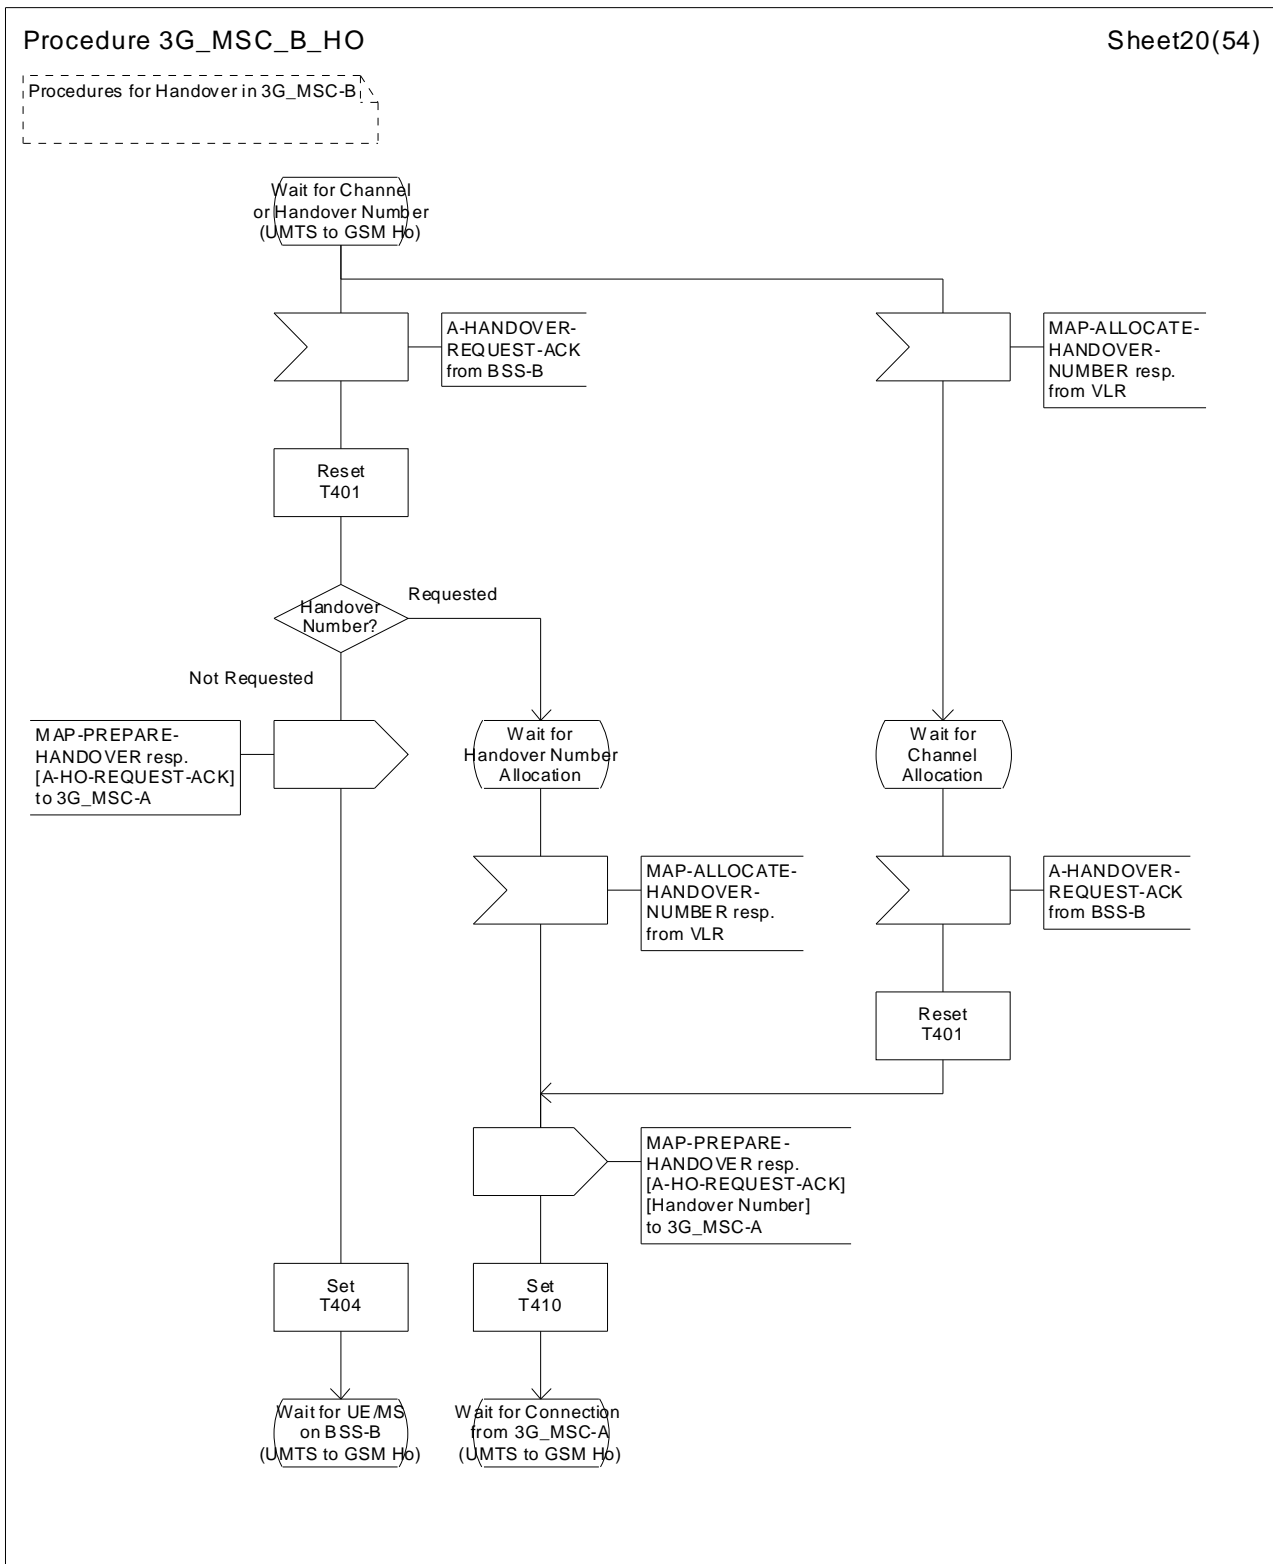 Procedure 3G_MSC_B_HO
Sheet20(54)
Procedures for Handover in 3G_MSC-B
Wait for Channel
or Handover Number
(UMTS to GSM Ho)
A-HANDOVER-
REQUEST-ACK
from BSS-B
MAP-ALLOCATE-
HANDOVER-
NUMBER resp.
from VLR
Reset
T401
Handover
Number?
Requested
Not Requested
MAP-PREPARE-
HANDOVER resp.
[A-HO-REQUEST-ACK]
to 3G_MSC-A
Wait for
Handover Number
Allocation
Wait for
Channel
Allocation
MAP-ALLOCATE-
HANDOVER-
NUMBER resp.
from VLR
A-HANDOVER-
REQUEST-ACK
from BSS-B
Reset
T401
MAP-PREPARE-
HANDOVER resp.
[A-HO-REQUEST-ACK]
[Handover Number]
to 3G_MSC-A
Set
T404
Set
T410
Wait for UE/MS
on BSS-B
(UMTS to GSM Ho)
Wait for Connection
from 3G_MSC-A
(UMTS to GSM Ho)